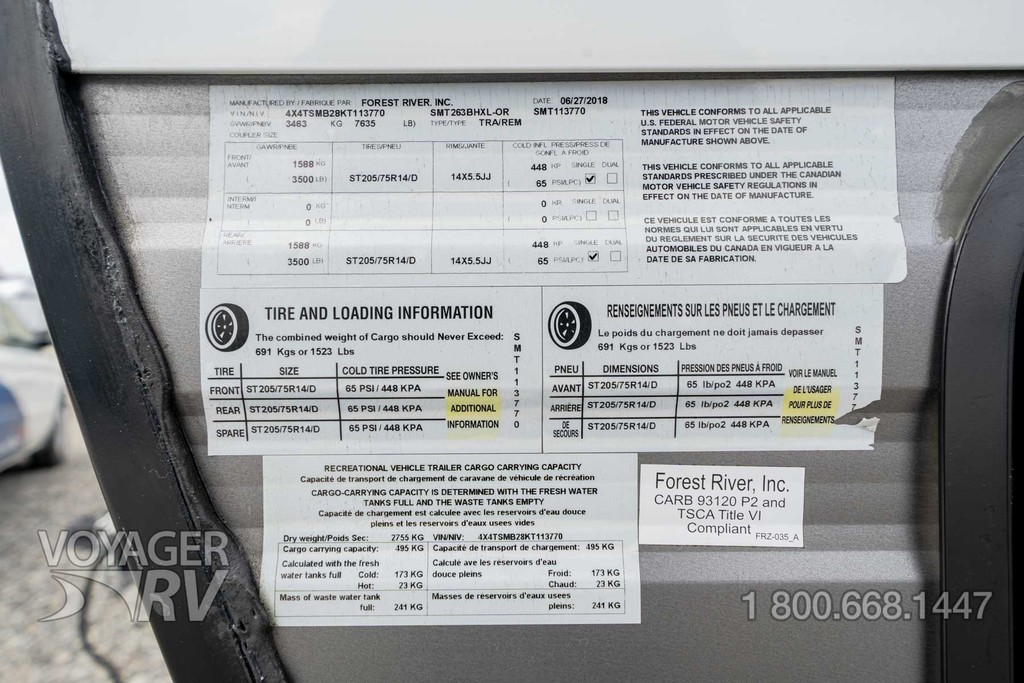 MANUFACTURED BY / FABRIQUE PAR FOREST RIVER, INC. DATE 06/27/2018
VIN/NIV 4X4TSMB28KT113770 SMT263BHXL-OR SMT113770
GVWR/PNBV 3463 KG 7635 LB) TYPE/TYPE TRA/REM
COUPLER SIZE
GAWR/PNBE TIRES/PNEU RIMS/JANTE COLD INFL. PRESS/PRESS DE
GONFL. A FROID
FRONT/ 448 KP SINGLE DUAL
AVANT 1588 KG
( 3500 LB) ST205/75R14/D 14X5.5JJ ( 65 PSI/LPC)
INTERM/ 0 KG 0 KP SINGLE DUAL
INTERM
0 LB) ( 0 PSI/LPC)
REAR/
ARRIÈRE 1588 KG 448 KP SINGLE DUAL
( 3500 LB) ST205/75R14/D 14X5.5JJ ( 65 PSI/LPC)
THIS VEHICLE CONFORMS TO ALL APPLICABLE
U.S. FEDERAL MOTOR VEHICLE SAFETY
STANDARDS IN EFFECT ON THE DATE OF
MANUFACTURE SHOWN ABOVE.
THIS VEHICLE CONFORMS TO ALL APPLICABLE
STANDARDS PRESCRIBED UNDER THE CANADIAN
MOTOR VEHICLE SAFETY REGULATIONS IN
EFFECT ON THE DATE OF MANUFACTURE.
CE VEHICULE EST CONFORME A TOUTES LES
NORMES QUI LUI SONT APPLICABLES EN VERTU
DU REGLEMENT SUR LA SECURITE DES VEHICULES
AUTOMOBILES DU CANADA EN VIGUEUR A LA
DATE DE SA FABRICATION.
TIRE AND LOADING INFORMATION
The combined weight of Cargo should Never Exceed:
691 Kgs or 1523 Lbs
TIRE SIZE COLD TIRE PRESSURE
FRONT ST205/75R14/D 65 PSI / 448 KPA
REAR ST205/75R14/D 65 PSI / 448 KPA
SPARE ST205/75R14/D 65 PSI / 448 KPA
SEE OWNER'S
MANUAL FOR
ADDITIONAL
INFORMATION
SMT113770
RENSEIGNEMENTS SUR LES PNEUS ET LE CHARGEMENT
Le poids du chargement ne doit jamais depasser
691 Kgs or 1523 Lbs
PNEU DIMENSIONS PRESSION DES PNEUS À FROID
AVANT ST205/75R14/D 65 lb/po2 448 KPA
ARRIÈRE ST205/75R14/D 65 lb/po2 448 KPA
DE
SECOURS ST205/75R14/D 65 lb/po2 448 KPA
VOIR LE MANUEL
DE L'USAGER
POUR PLUS DE
RENSEIGNEMENTS
SMT1137
RECREATIONAL VEHICLE TRAILER CARGO CARRYING CAPACITY
Capacité de transport de chargement de caravane de véhicule de récréation
CARGO-CARRYING CAPACITY IS DETERMINED WITH THE FRESH WATER
TANKS FULL AND THE WASTE TANKS EMPTY
Capacité de chargement est calculée avec les reservoirs d'eau douce
pleins et les reservoirs d'eaux usees vides
Dry weight/Poids Sec: 2755 KG VIN/NIV: 4X4TSMB28KT113770
Cargo carrying capacity: 495 KG Capacité de transport de chargement: 495 KG
Calculated with the fresh Calculé ave les reservoirs d'eau
water tanks full Cold: 173 KG douce pleins Froid: 173 KG
Hot: 23 KG Chaud: 23 KG
Mass of waste water tank Masses de reservoirs d'eaux usees
full: 241 KG pleins: 241 KG
Forest River, Inc.
CARB 93120 P2 and
TSCA Title VI
Compliant
FRZ-035_A
VOYAGER
RV
1 800.668.1447